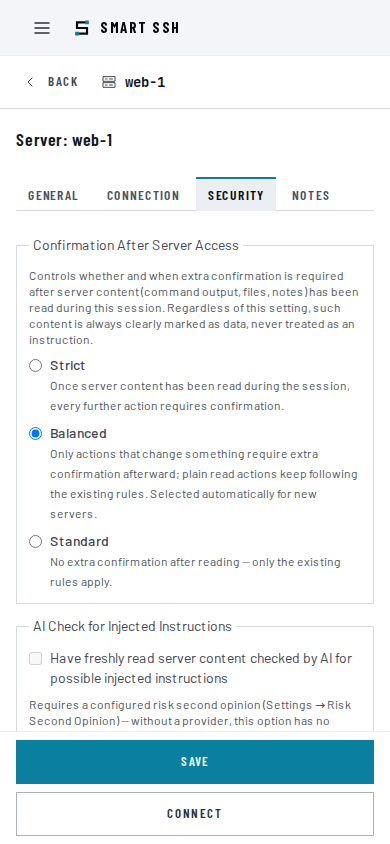 SMART SSH
BACK
web-1
Server: web-1
GENERAL CONNECTION SECURITY NOTES
Confirmation After Server Access
Controls whether and when extra confirmation is required
after server content (command output, files, notes) has been
read during this session. Regardless of this setting, such
content is always clearly marked as data, never treated as an
instruction.
Strict
Once server content has been read during the session,
every further action requires confirmation.
Balanced
Only actions that change something require extra
confirmation afterward; plain read actions keep following
the existing rules. Selected automatically for new
servers.
Standard
No extra confirmation after reading — only the existing
rules apply.
AI Check for Injected Instructions
Have freshly read server content checked by AI for
possible injected instructions
Requires a configured risk second opinion (Settings → Risk
Second Opinion) — without a provider, this option has no
SAVE
CONNECT